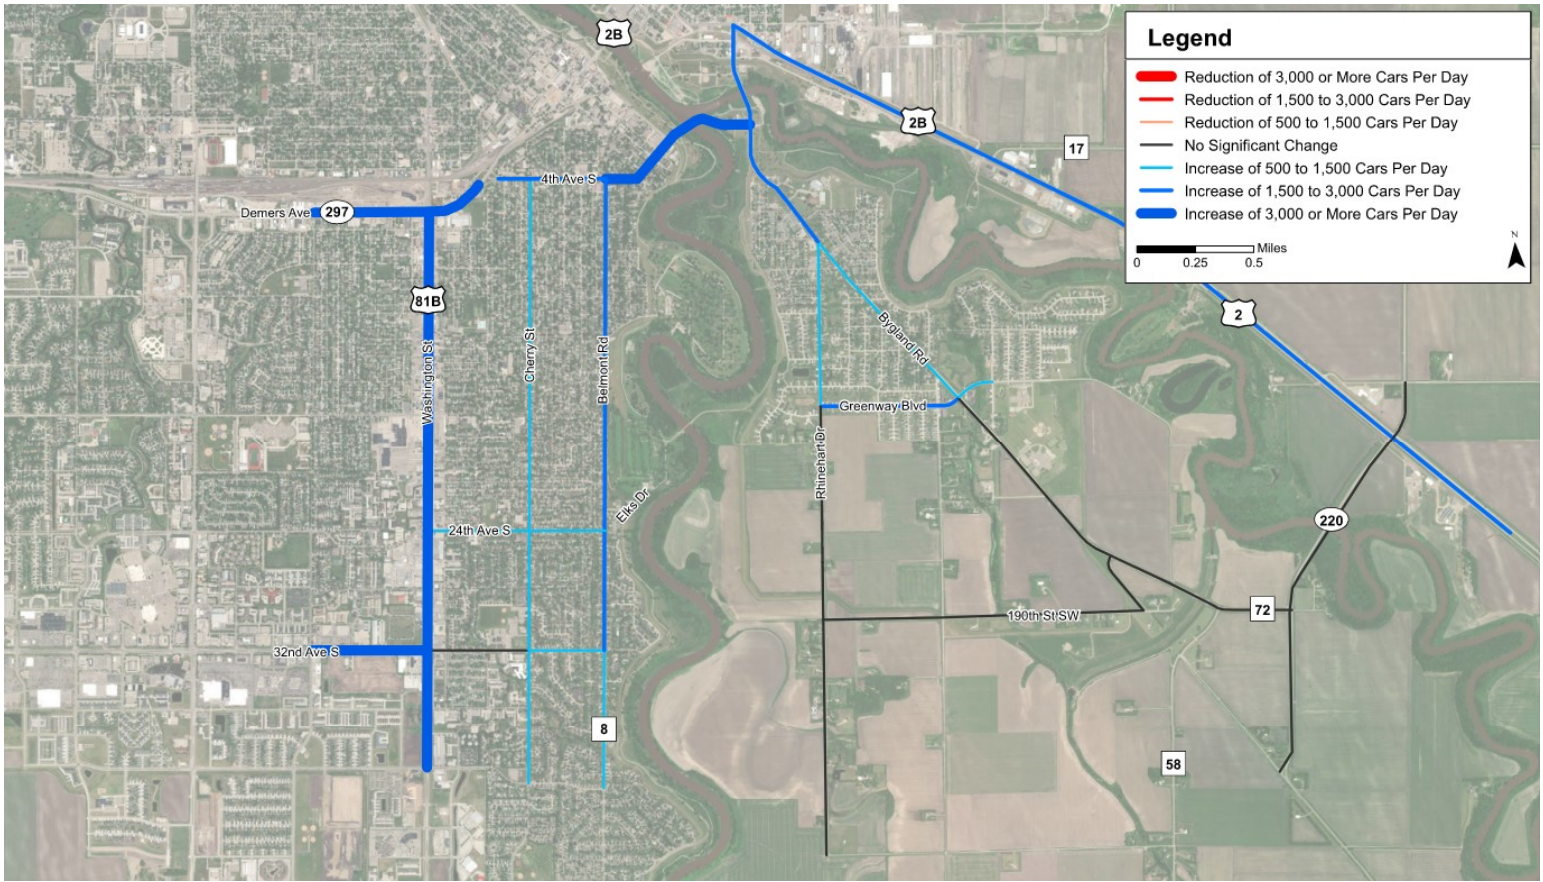 2B
Legend
Reduction of 3,000 or More Cars Per Day
Reduction of 1,500 to 3,000 Cars Per Day
Reduction of 500 to 1,500 Cars Per Day
No Significant Change
Increase of 500 to 1,500 Cars Per Day
Increase of 1,500 to 3,000 Cars Per Day
Increase of 3,000 or More Cars Per Day
Miles
0 0.25 0.5
N
2B
17
4th Ave S
Demers Ave 297
81B
2
Washington St
Cherry St
Belmont Rd
Bygland Rd
Greenway Blvd
Rhinehart Dr
Elks Dr
24th Ave S
220
190th St SW
72
32nd Ave S
8
58